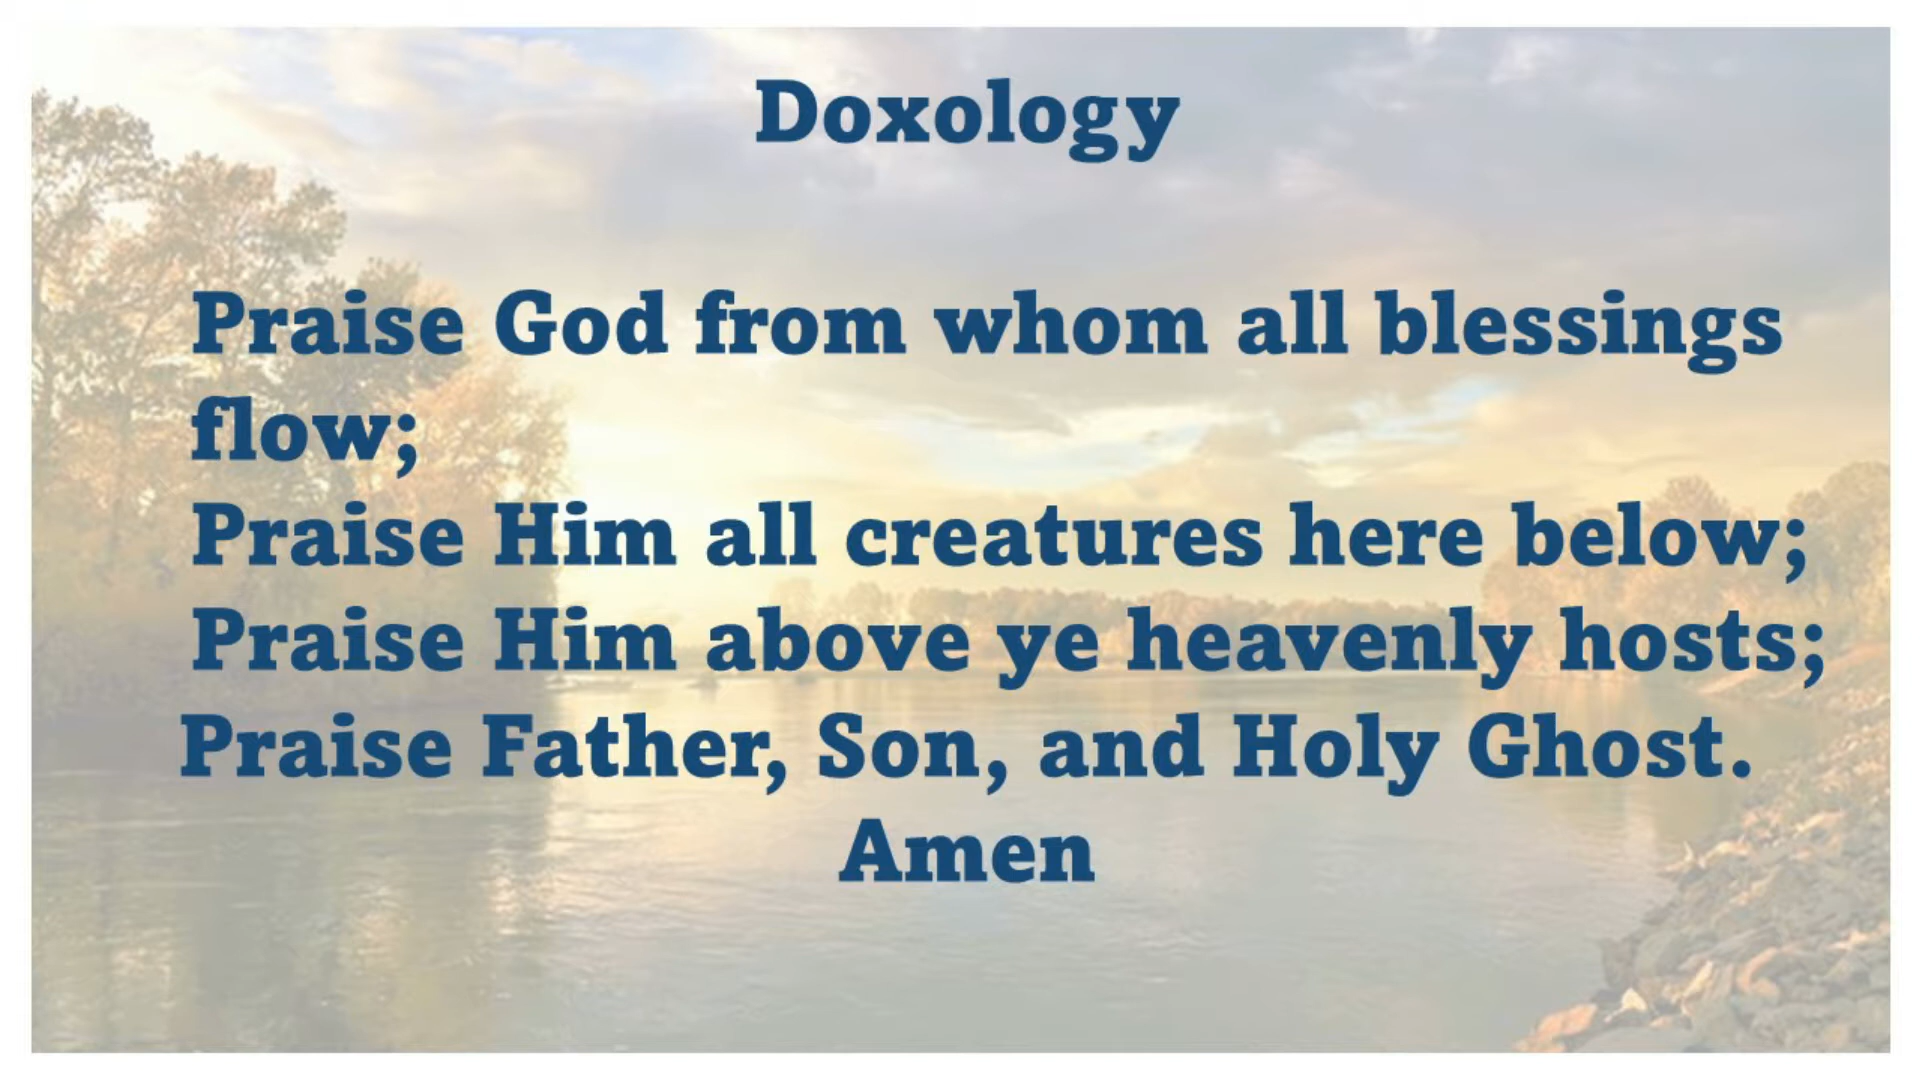 Doxology
Praise God from whom all blessings
flow;
Praise Him all creatures here below;
Praise Him above ye heavenly hosts;
Praise Father, Son, and Holy Ghost.
Amen